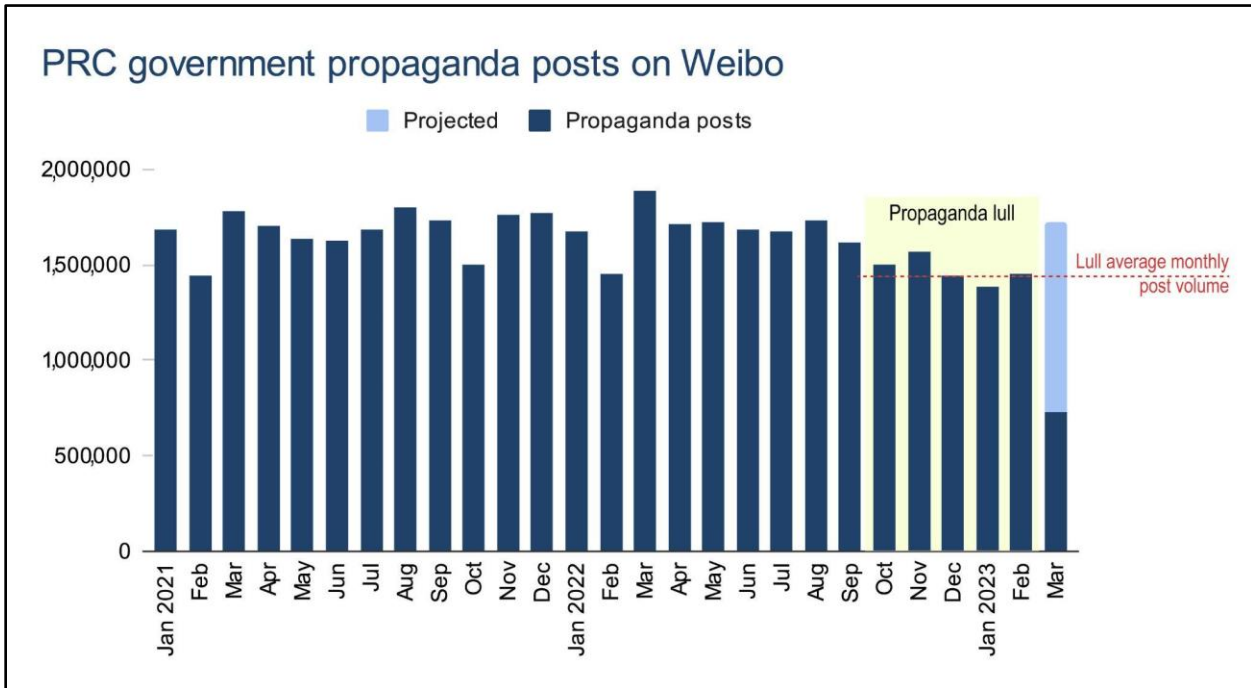 PRC government propaganda posts on Weibo
Projected
Propaganda posts
2,000,000
1,500,000
1,000,000
500,000
0
Propaganda lull
Lull average monthly
post volume
Jan 2021
Feb
Mar
Apr
May
Jun
Jul
Aug
Sep
Oct
Nov
Dec
Jan 2022
Feb
Mar
Apr
May
Jun
Jul
Aug
Sep
Oct
Nov
Dec
Jan 2023
Feb
Mar